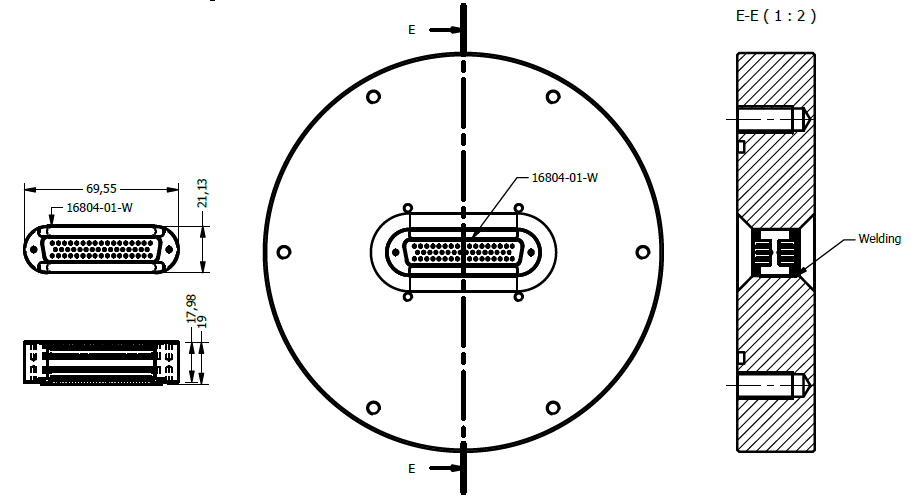 E
E-E ( 1 : 2 )
69,55
16804-01-W
21,13
16804-01-W
Welding
17,98
19
E